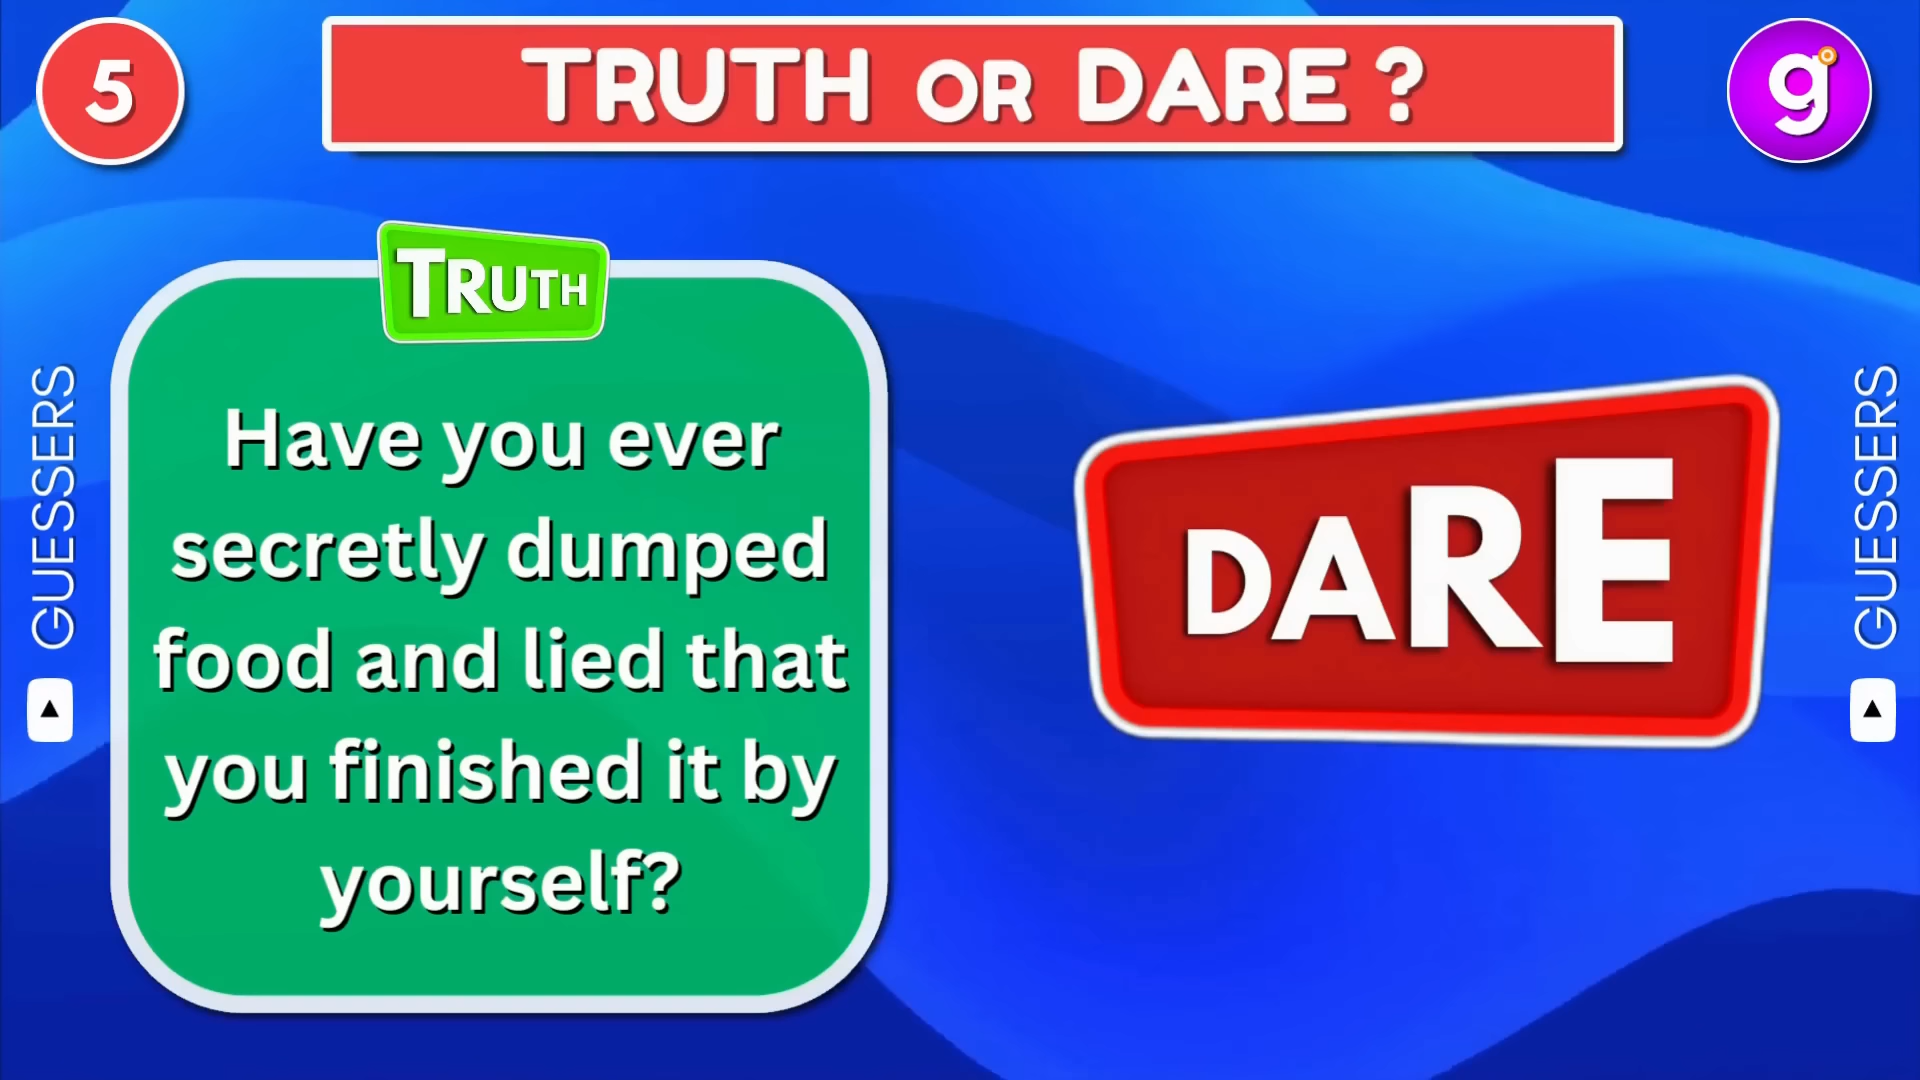 5
TRUTH OR DARE ?
g
TRUTH
Have you ever
secretly dumped
food and lied that
you finished it by
yourself?
DARE
GUESSERS
GUESSERS